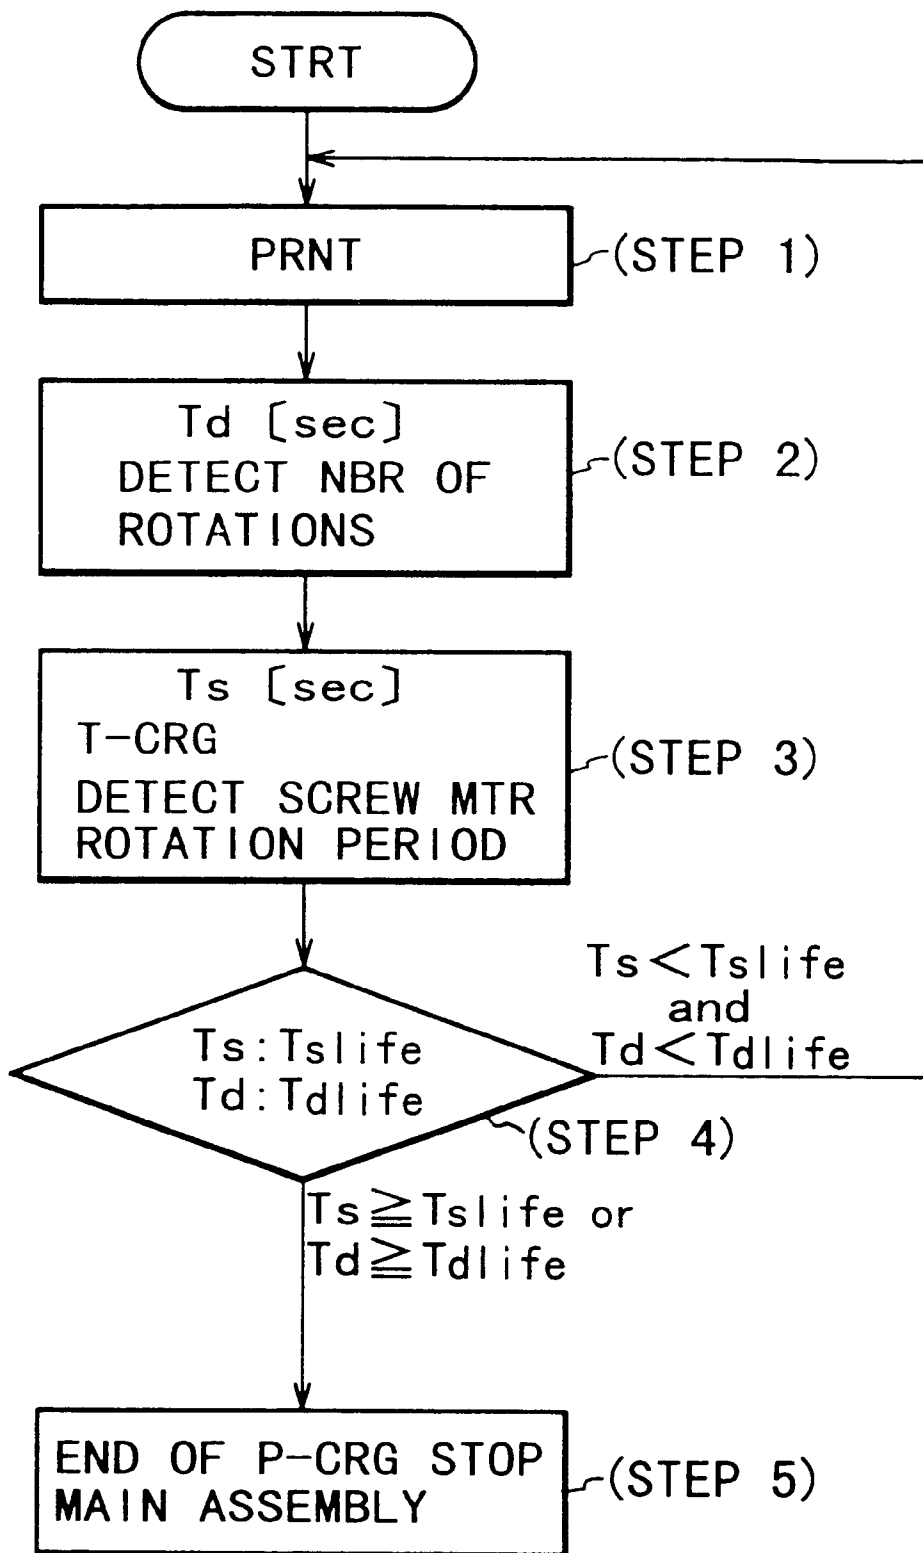 STRT
PRNT
(STEP 1)
Td [sec]
DETECT NBR OF
ROTATIONS
(STEP 2)
Ts [sec]
T-CRG
DETECT SCREW MTR
ROTATION PERIOD
(STEP 3)
Ts<Tslife
and
Td<Tdlife
Ts:Tslife
Td:Tdlife
(STEP 4)
Ts≧Tslife or
Td≧Tdlife
END OF P-CRG STOP
MAIN ASSEMBLY
(STEP 5)